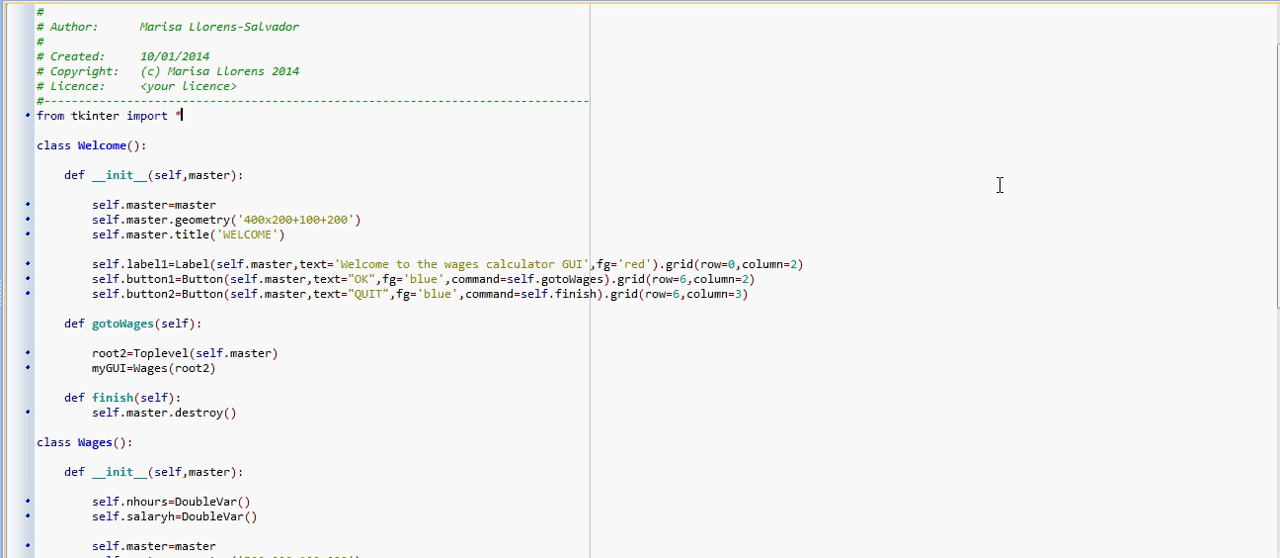 #
# Author:      Marisa Llorens-Salvador
#
# Created:     10/01/2014
# Copyright:   (c) Marisa Llorens 2014
# Licence:     <your licence>
#-------------------------------------------------------------------------------
from tkinter import *
class Welcome():
def __init__(self,master):
self.master=master
self.master.geometry('400x200+100+200')
self.master.title('WELCOME')
self.label1=Label(self.master,text='Welcome to the wages calculator GUI',fg='red').grid(row=0,column=2)
self.button1=Button(self.master,text="OK",fg='blue',command=self.gotoWages).grid(row=6,column=2)
self.button2=Button(self.master,text="QUIT",fg='blue',command=self.finish).grid(row=6,column=3)
def gotoWages(self):
root2=Toplevel(self.master)
myGUI=Wages(root2)
def finish(self):
self.master.destroy()
class Wages():
def __init__(self,master):
self.nhours=DoubleVar()
self.salaryh=DoubleVar()
self.master=master